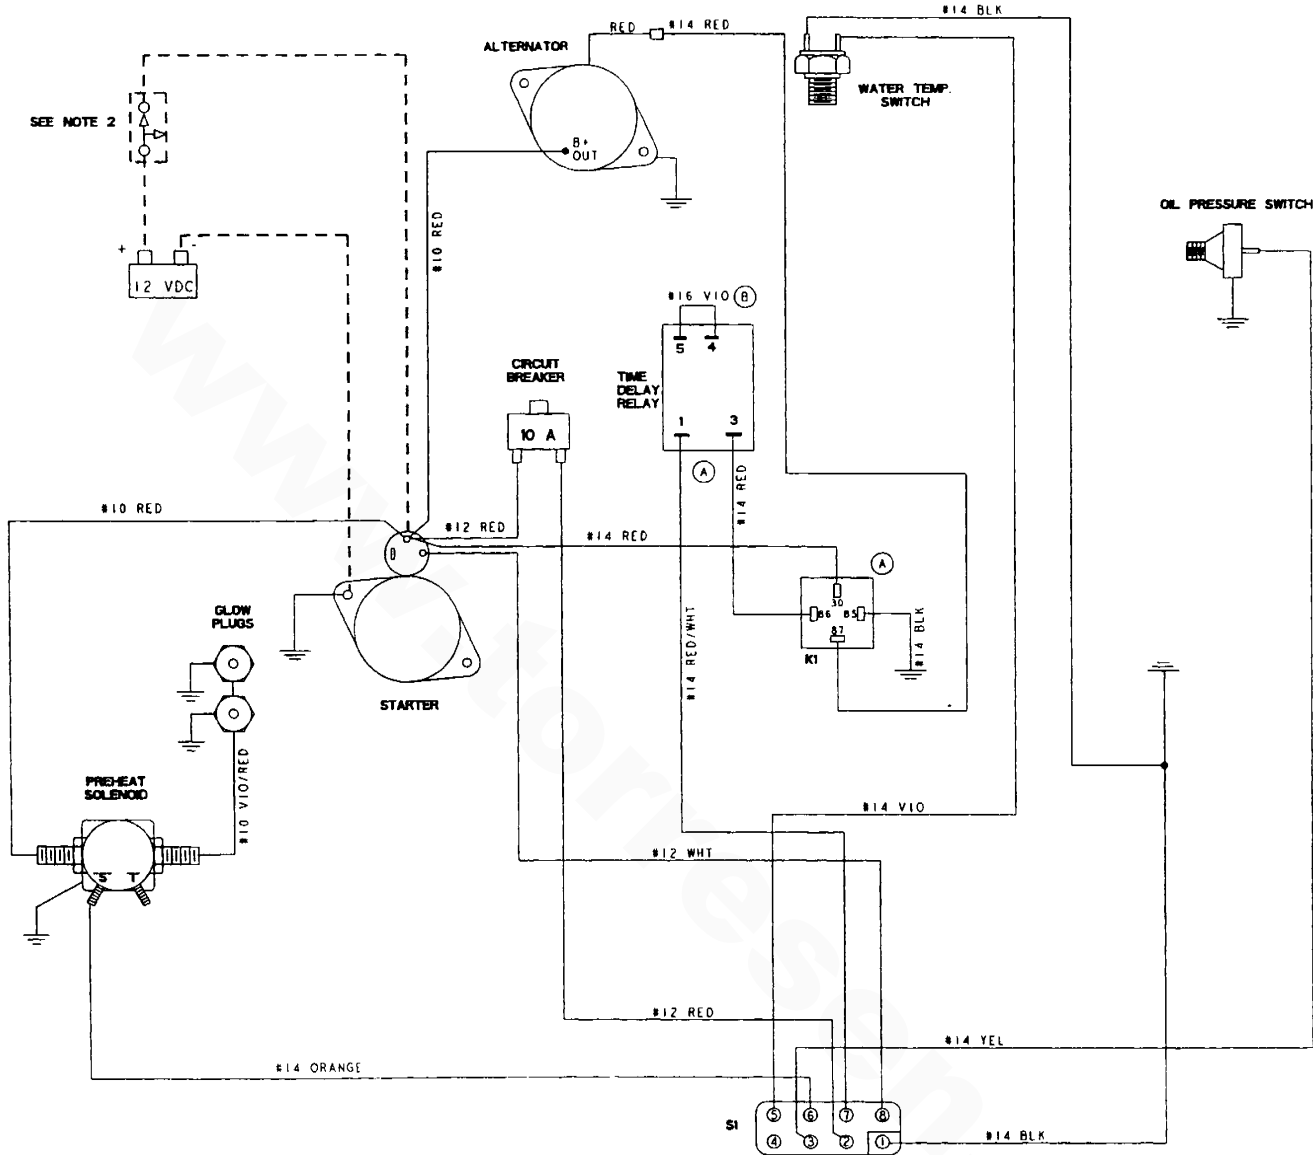 #14 BLK
RED
#14 RED
ALTERNATOR
WATER TEMP.
SWITCH
SEE NOTE 2
B+
OUT
OIL PRESSURE SWITCH
#10 RED
+
-
12 VDC
#16 VIO
B
5
4
CIRCUIT
BREAKER
TIME
DELAY
RELAY
10 A
1
3
A
#14 RED
#10 RED
#12 RED
#14 RED
A
30
86
85
87
K1
#14 BLK
GLOW
PLUGS
#14 RED/WHT
STARTER
#10 VIO/RED
PREHEAT
SOLENOID
#14 VIO
#12 WHT
S
T
#12 RED
#14 YEL
#14 ORANGE
S1
5
6
7
8
4
3
2
1
#14 BLK
www.torresen